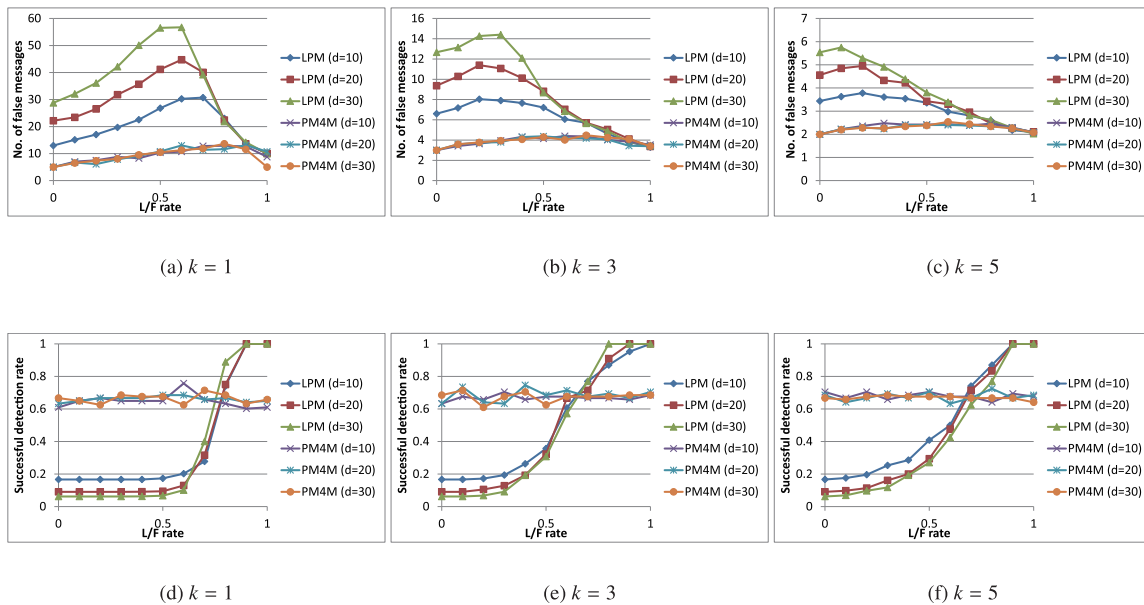 No. of false messages
60
50
40
30
20
10
0
0
0.5
1
L/F rate
LPM (d=10)
LPM (d=20)
LPM (d=30)
PM4M (d=10)
PM4M (d=20)
PM4M (d=30)
(a) k = 1
No. of false messages
16
14
12
10
8
6
4
2
0
0
0.5
1
L/F rate
LPM (d=10)
LPM (d=20)
LPM (d=30)
PM4M (d=10)
PM4M (d=20)
PM4M (d=30)
(b) k = 3
No. of false messages
7
6
5
4
3
2
1
0
0
0.5
1
L/F rate
LPM (d=10)
LPM (d=20)
LPM (d=30)
PM4M (d=10)
PM4M (d=20)
PM4M (d=30)
(c) k = 5
Successful detection rate
1
0.8
0.6
0.4
0.2
0
0
0.5
1
L/F rate
LPM (d=10)
LPM (d=20)
LPM (d=30)
PM4M (d=10)
PM4M (d=20)
PM4M (d=30)
(d) k = 1
Successful detection rate
1
0.8
0.6
0.4
0.2
0
0
0.5
1
L/F rate
LPM (d=10)
LPM (d=20)
LPM (d=30)
PM4M (d=10)
PM4M (d=20)
PM4M (d=30)
(e) k = 3
Successful detection rate
1
0.8
0.6
0.4
0.2
0
0
0.5
1
L/F rate
LPM (d=10)
LPM (d=20)
LPM (d=30)
PM4M (d=10)
PM4M (d=20)
PM4M (d=30)
(f) k = 5